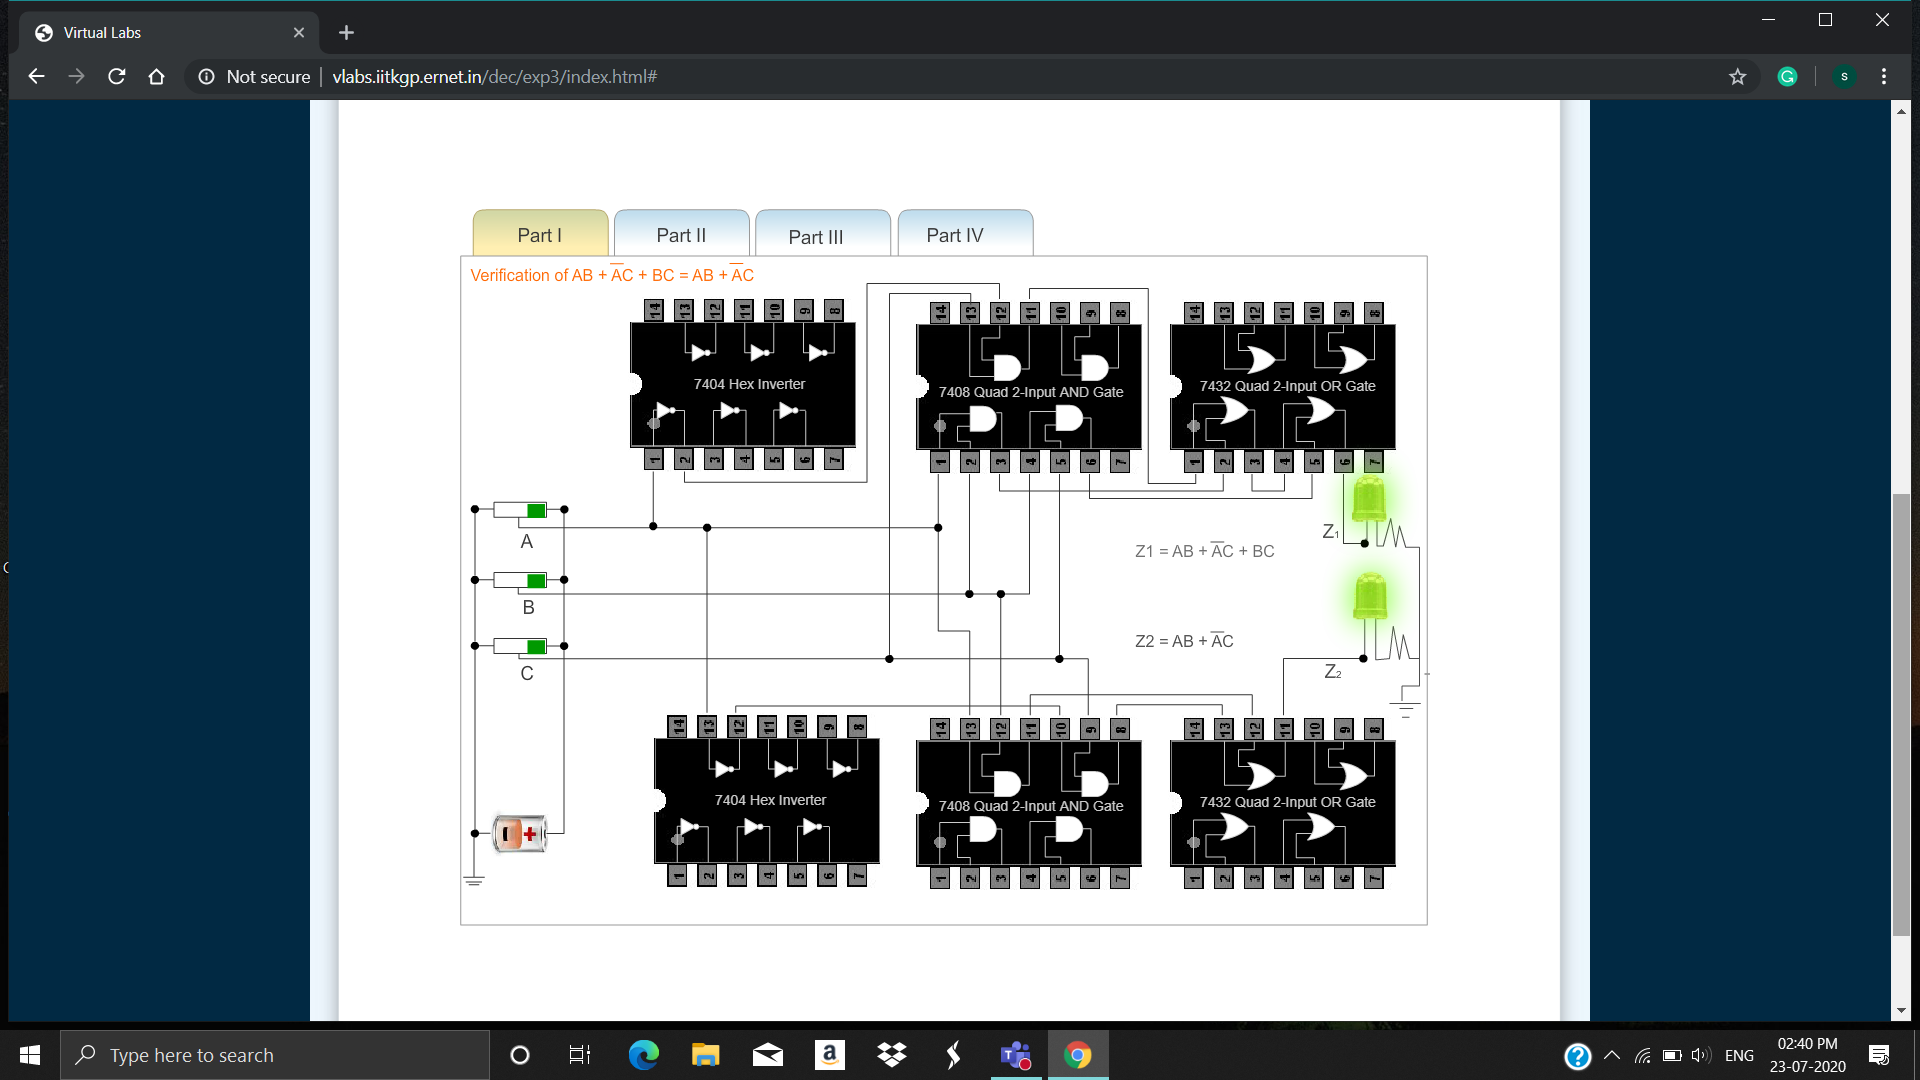 Virtual Labs
Not secure | vlabs.iitkgp.ernet.in/dec/exp3/index.html#
S
Part I
Part II
Part III
Part IV
Verification of AB + A̅C + BC = AB + A̅C
14 13 12 11 10 9 8
14 13 12 11 10 9 8
14 13 12 11 10 9 8
7404 Hex Inverter
7408 Quad 2-Input AND Gate
7432 Quad 2-Input OR Gate
1 2 3 4 5 6 7
1 2 3 4 5 6 7
1 2 3 4 5 6 7
A
Z1
Z1 = AB + A̅C + BC
B
Z2 = AB + A̅C
C
Z2
14 13 12 11 10 9 8
14 13 12 11 10 9 8
14 13 12 11 10 9 8
7404 Hex Inverter
7408 Quad 2-Input AND Gate
7432 Quad 2-Input OR Gate
- +
1 2 3 4 5 6 7
1 2 3 4 5 6 7
1 2 3 4 5 6 7
Type here to search
a
T
?
ENG
02:40 PM
23-07-2020